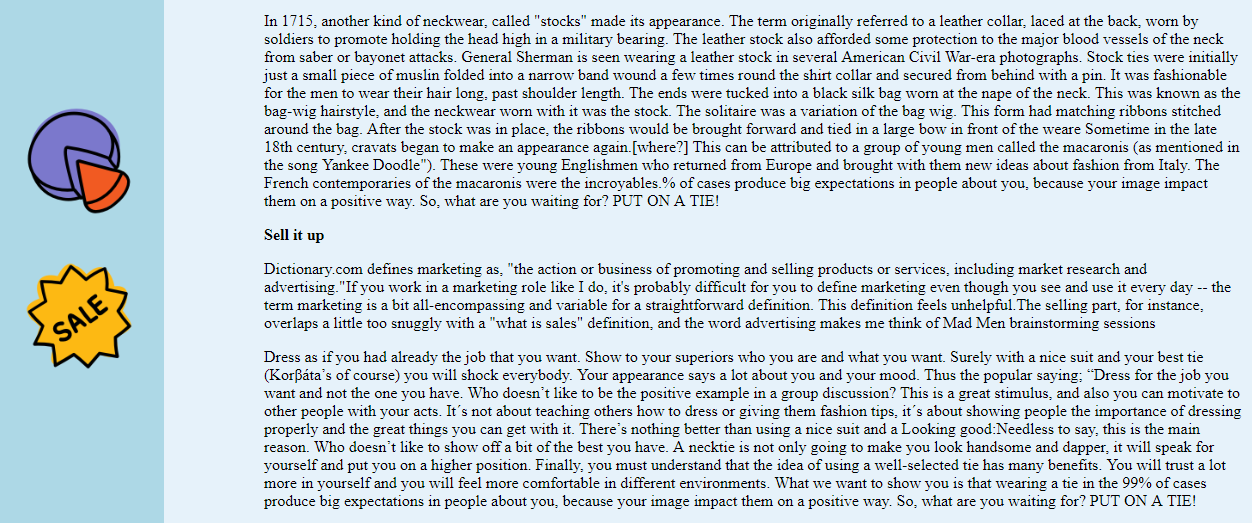 In 1715, another kind of neckwear, called "stocks" made its appearance. The term originally referred to a leather collar, laced at the back, worn by
soldiers to promote holding the head high in a military bearing. The leather stock also afforded some protection to the major blood vessels of the neck
from saber or bayonet attacks. General Sherman is seen wearing a leather stock in several American Civil War-era photographs. Stock ties were initially
just a small piece of muslin folded into a narrow band wound a few times round the shirt collar and secured from behind with a pin. It was fashionable
for the men to wear their hair long, past shoulder length. The ends were tucked into a black silk bag worn at the nape of the neck. This was known as the
bag-wig hairstyle, and the neckwear worn with it was the stock. The solitaire was a variation of the bag wig. This form had matching ribbons stitched
around the bag. After the stock was in place, the ribbons would be brought forward and tied in a large bow in front of the weare Sometime in the late
18th century, cravats began to make an appearance again.[where?] This can be attributed to a group of young men called the macaronis (as mentioned in
the song Yankee Doodle"). These were young Englishmen who returned from Europe and brought with them new ideas about fashion from Italy. The
French contemporaries of the macaronis were the incroyables.% of cases produce big expectations in people about you, because your image impact
them on a positive way. So, what are you waiting for? PUT ON A TIE!
Sell it up
SALE
Dictionary.com defines marketing as, "the action or business of promoting and selling products or services, including market research and
advertising."If you work in a marketing role like I do, it's probably difficult for you to define marketing even though you see and use it every day -- the
term marketing is a bit all-encompassing and variable for a straightforward definition. This definition feels unhelpful.The selling part, for instance,
overlaps a little too snuggly with a "what is sales" definition, and the word advertising makes me think of Mad Men brainstorming sessions
Dress as if you had already the job that you want. Show to your superiors who you are and what you want. Surely with a nice suit and your best tie
(Korβáta’s of course) you will shock everybody. Your appearance says a lot about you and your mood. Thus the popular saying; “Dress for the job you
want and not the one you have. Who doesn’t like to be the positive example in a group discussion? This is a great stimulus, and also you can motivate to
other people with your acts. It´s not about teaching others how to dress or giving them fashion tips, it´s about showing people the importance of dressing
properly and the great things you can get with it. There’s nothing better than using a nice suit and a Looking good:Needless to say, this is the main
reason. Who doesn’t like to show off a bit of the best you have. A necktie is not only going to make you look handsome and dapper, it will speak for
yourself and put you on a higher position. Finally, you must understand that the idea of using a well-selected tie has many benefits. You will trust a lot
more in yourself and you will feel more comfortable in different environments. What we want to show you is that wearing a tie in the 99% of cases
produce big expectations in people about you, because your image impact them on a positive way. So, what are you waiting for? PUT ON A TIE!